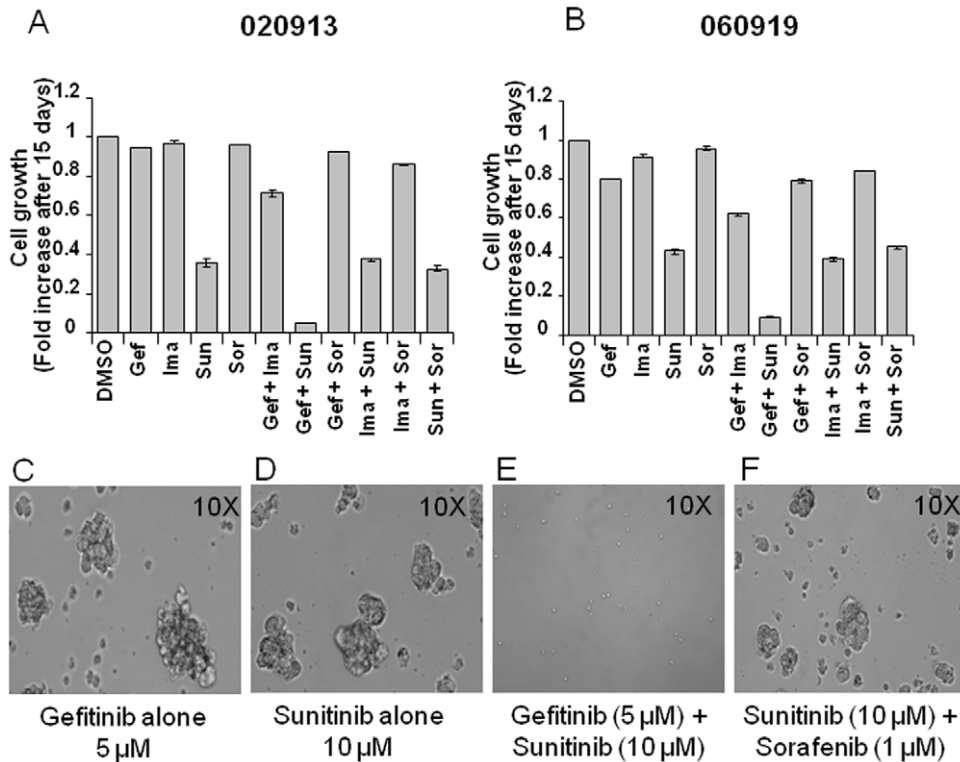 A
020913
Cell growth
(Fold increase after 15 days)
1.2
1
0.8
0.6
0.4
0.2
0
DMSO
Gef
Ima
Sun
Sor
Gef + Ima
Gef + Sun
Gef + Sor
Ima + Sun
Ima + Sor
Sun + Sor
B
060919
Cell growth
(Fold increase after 15 days)
1.2
1
0.8
0.6
0.4
0.2
0
DMSO
Gef
Ima
Sun
Sor
Gef + Ima
Gef + Sun
Gef + Sor
Ima + Sun
Ima + Sor
Sun + Sor
C
10X
Gefitinib alone
5 µM
D
10X
Sunitinib alone
10 µM
E
10X
Gefitinib (5 µM) +
Sunitinib (10 µM)
F
10X
Sunitinib (10 µM) +
Sorafenib (1 µM)